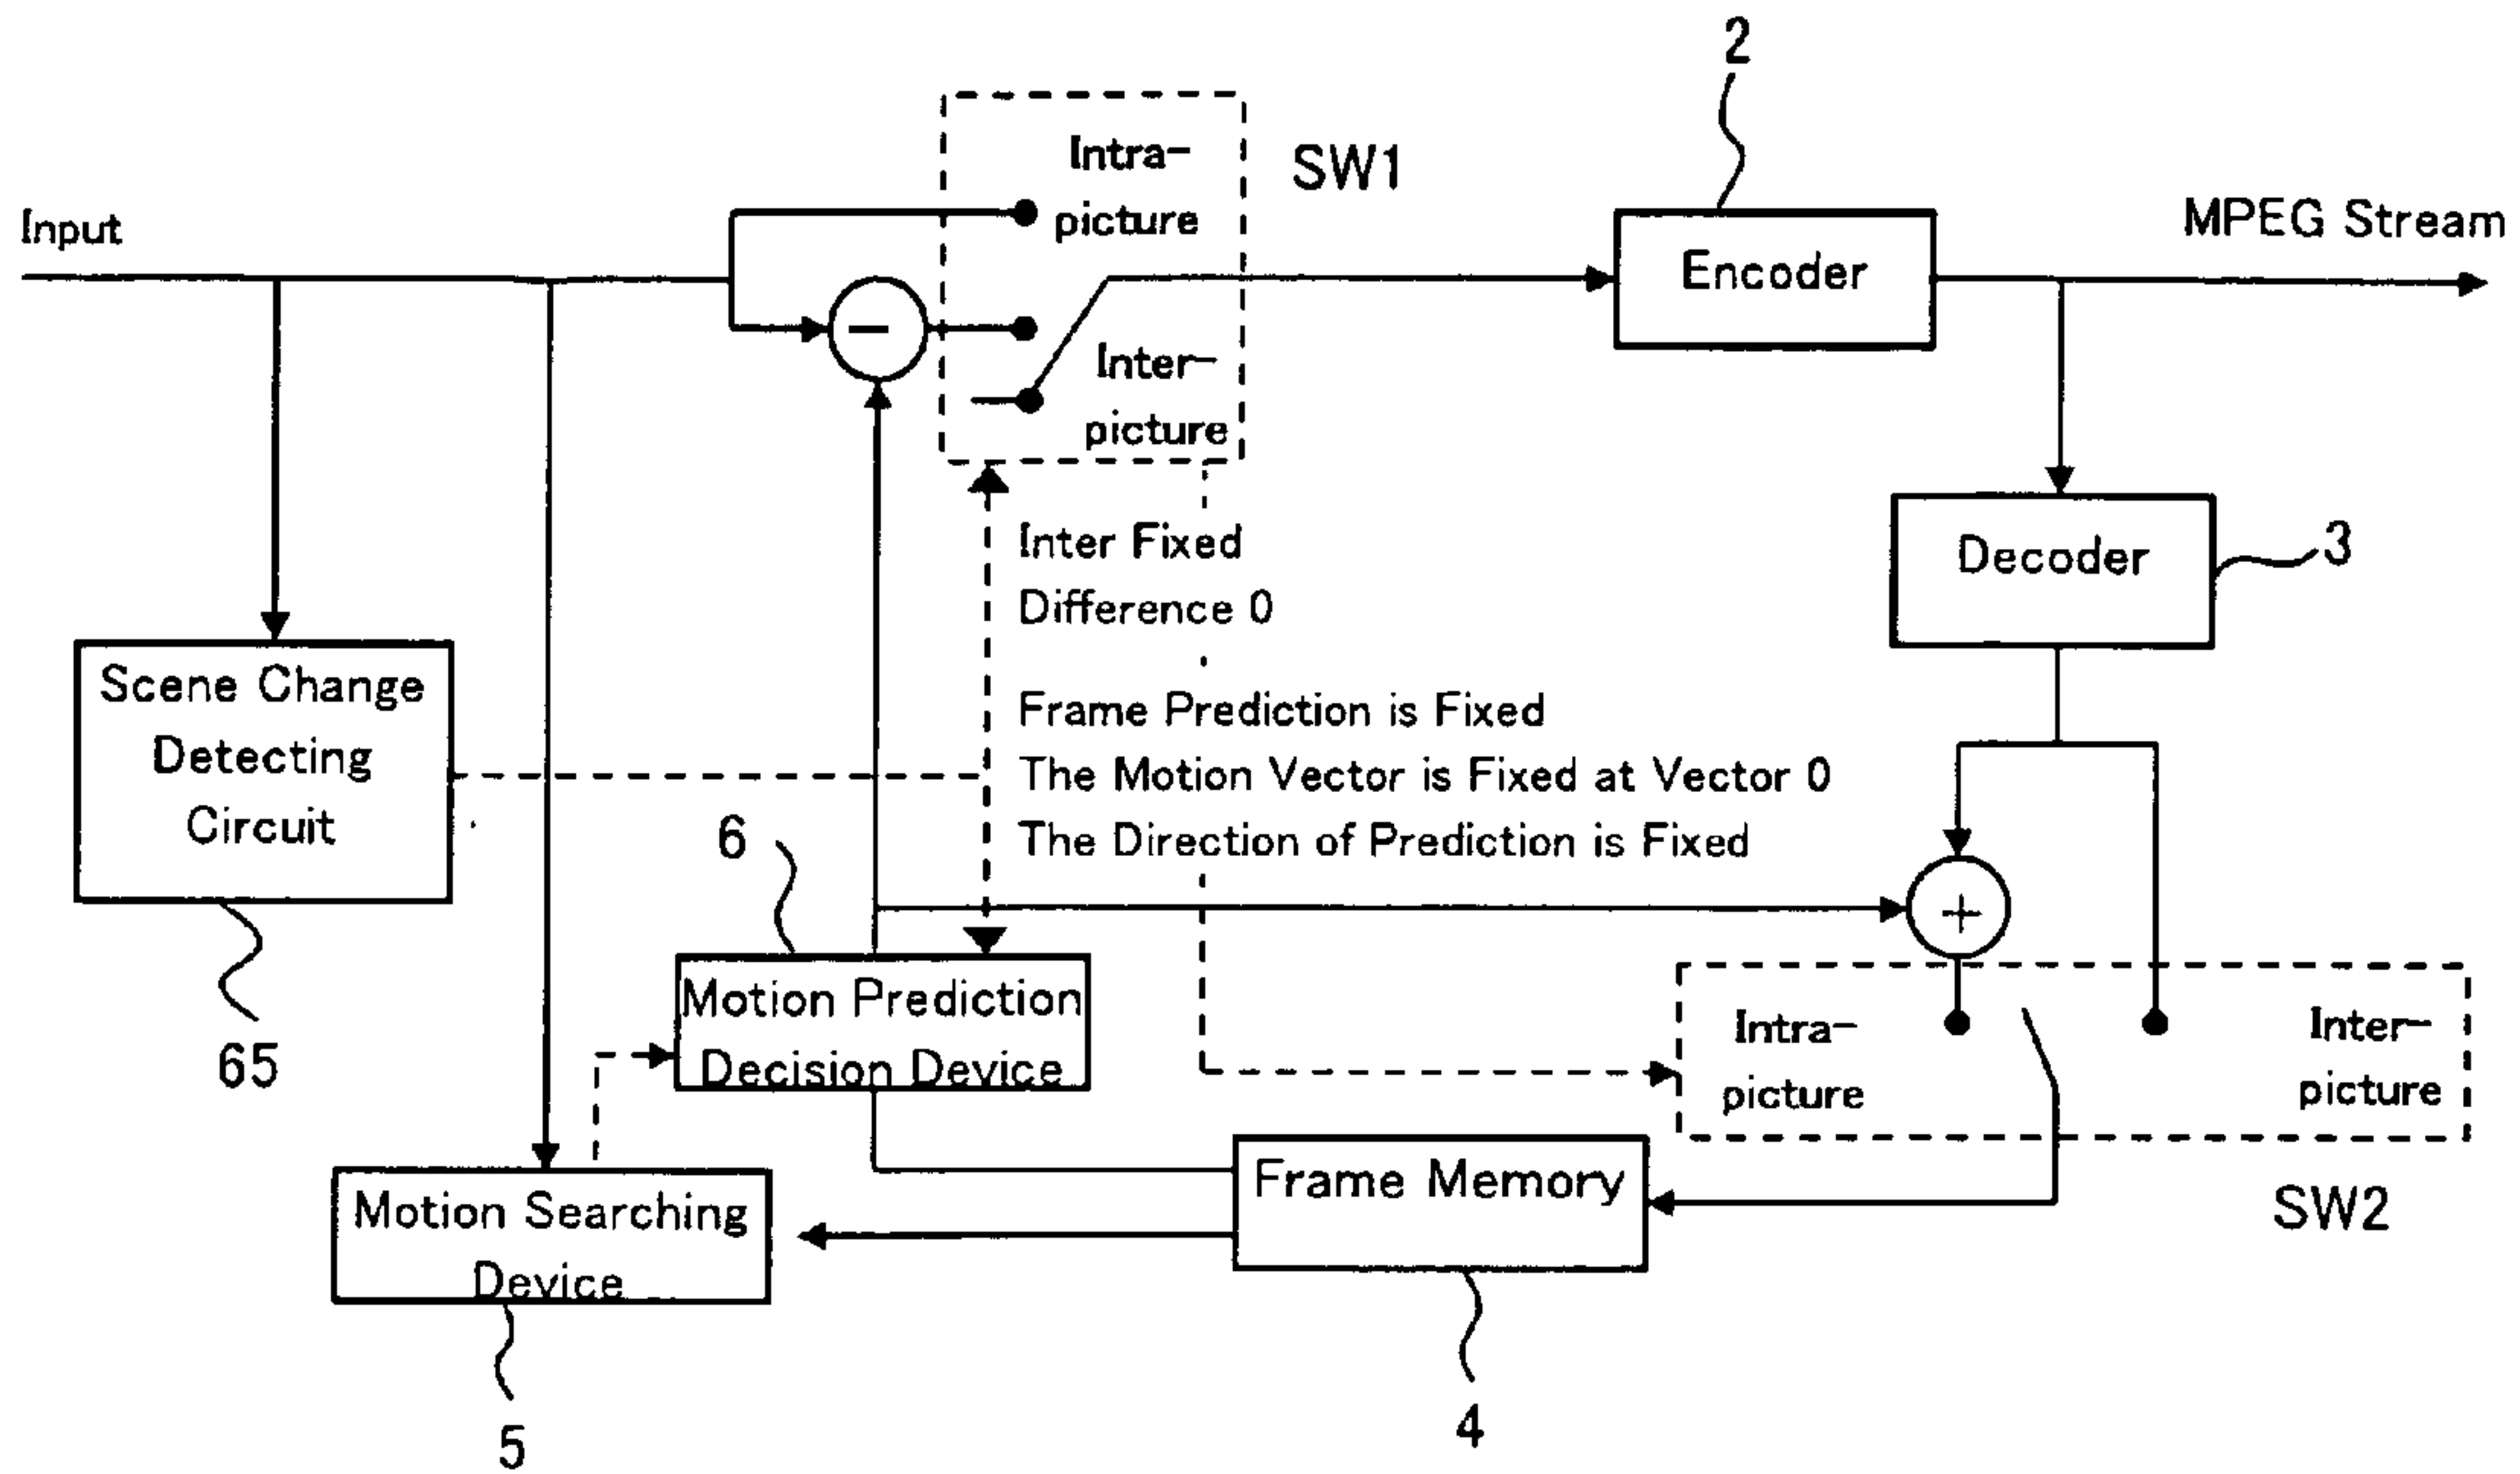 2
Intra-
picture
SW1
Input
MPEG Stream
Encoder
−
Inter-
picture
Inter Fixed
Difference 0
Decoder
3
Scene Change
Detecting
Circuit
Frame Prediction is Fixed
The Motion Vector is Fixed at Vector 0
The Direction of Prediction is Fixed
6
+
65
Motion Prediction
Decision Device
Intra-
picture
Inter-
picture
Frame Memory
SW2
Motion Searching
Device
5
4